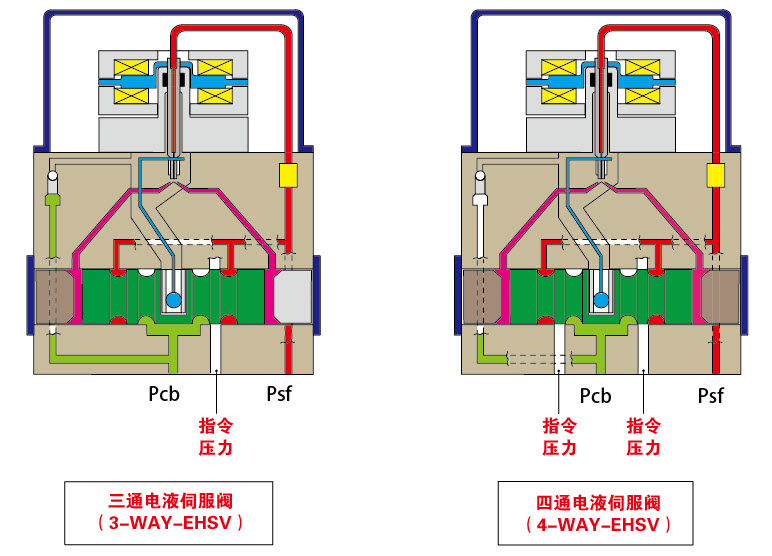 Pcb
Psf
指令
压力
三通电液伺服阀
（3-WAY-EHSV）
Pcb
Psf
指令
压力
指令
压力
四通电液伺服阀
（4-WAY-EHSV）